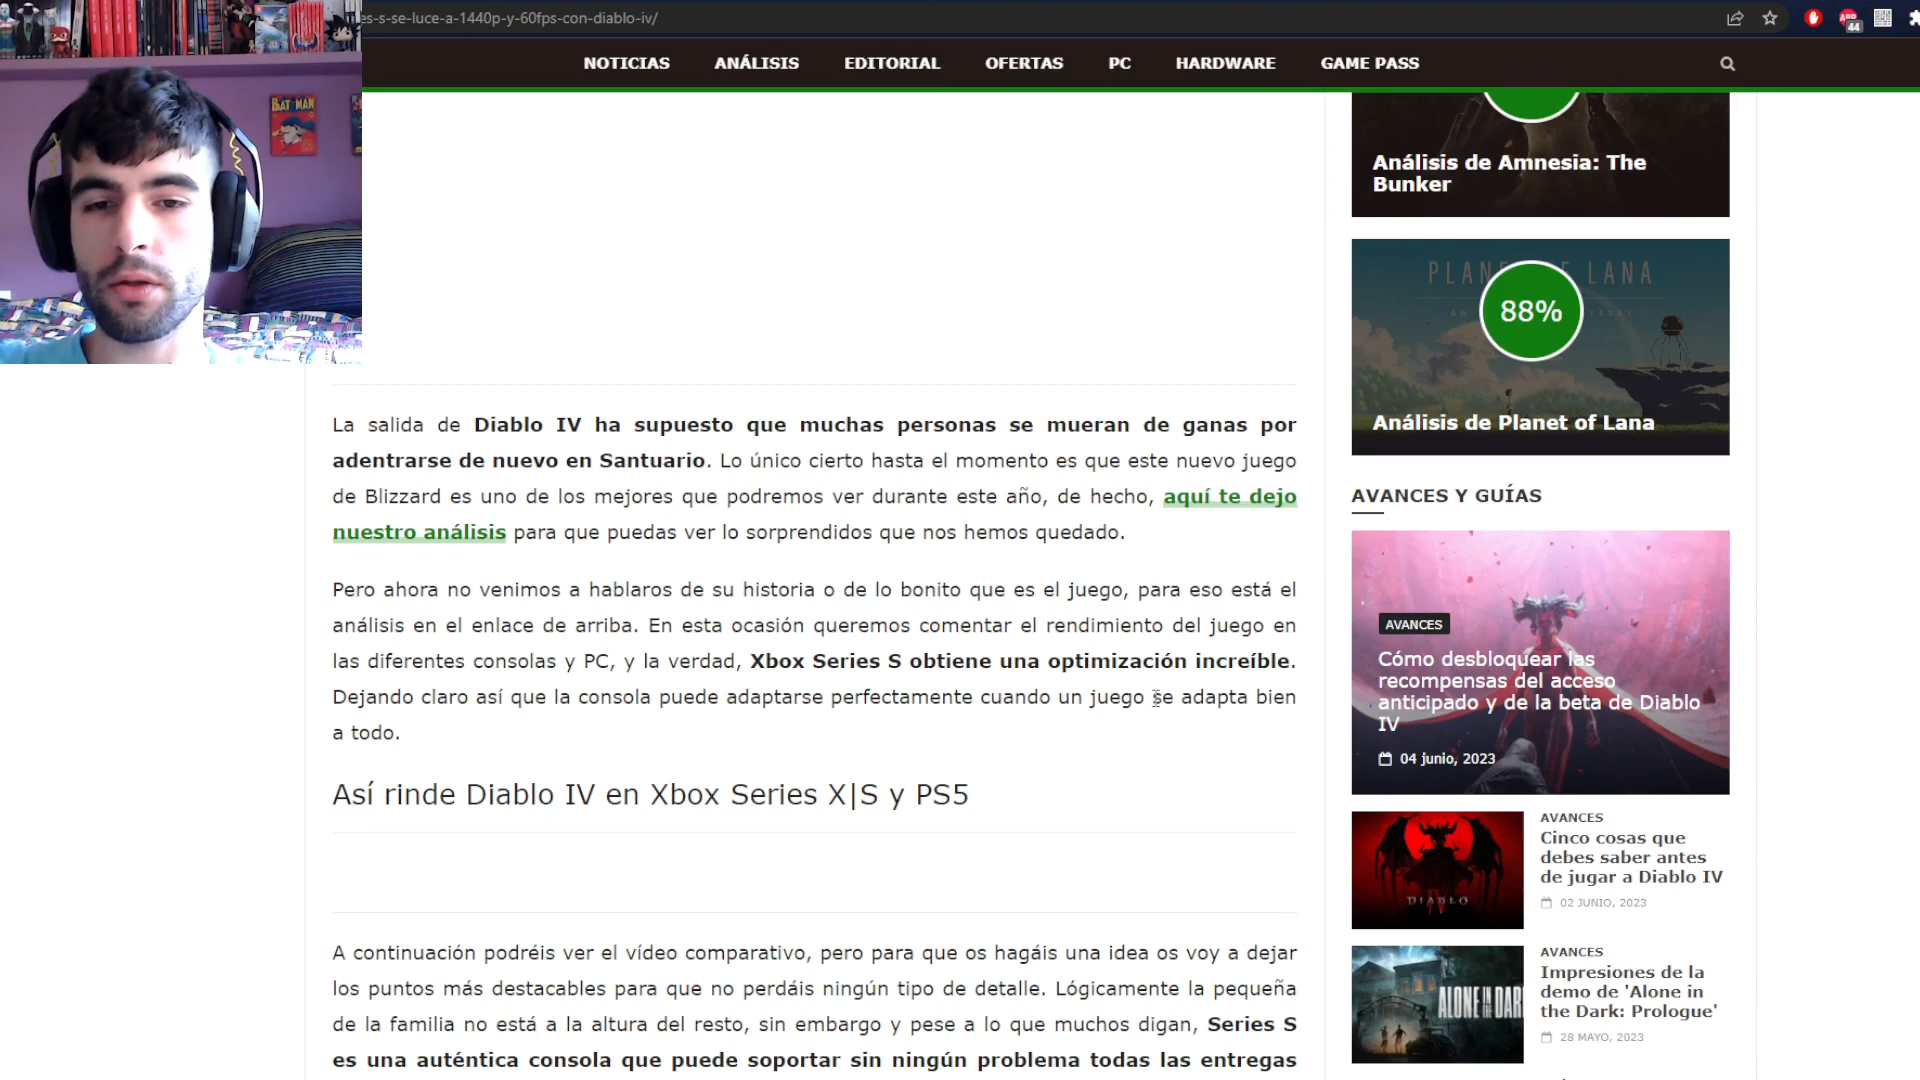 es-s-se-luce-a-1440p-y-60fps-con-diablo-iv/
44
NOTICIAS ANÁLISIS EDITORIAL OFERTAS PC HARDWARE GAME PASS
BATMAN
La salida de Diablo IV ha supuesto que muchas personas se mueran de ganas por
adentrarse de nuevo en Santuario. Lo único cierto hasta el momento es que este nuevo juego
de Blizzard es uno de los mejores que podremos ver durante este año, de hecho, aquí te dejo
nuestro análisis para que puedas ver lo sorprendidos que nos hemos quedado.
Pero ahora no venimos a hablaros de su historia o de lo bonito que es el juego, para eso está el
análisis en el enlace de arriba. En esta ocasión queremos comentar el rendimiento del juego en
las diferentes consolas y PC, y la verdad, Xbox Series S obtiene una optimización increíble.
Dejando claro así que la consola puede adaptarse perfectamente cuando un juego se adapta bien
a todo.
Así rinde Diablo IV en Xbox Series X|S y PS5
A continuación podréis ver el vídeo comparativo, pero para que os hagáis una idea os voy a dejar
los puntos más destacables para que no perdáis ningún tipo de detalle. Lógicamente la pequeña
de la familia no está a la altura del resto, sin embargo y pese a lo que muchos digan, Series S
es una auténtica consola que puede soportar sin ningún problema todas las entregas
Análisis de Amnesia: The
Bunker
88%
Análisis de Planet of Lana
AVANCES Y GUÍAS
AVANCES
Cómo desbloquear las
recompensas del acceso
anticipado y de la beta de Diablo
IV
04 junio, 2023
DIABLO
AVANCES
Cinco cosas que
debes saber antes
de jugar a Diablo IV
02 JUNIO, 2023
ALONE IN THE DARK
AVANCES
Impresiones de la
demo de 'Alone in
the Dark: Prologue'
28 MAYO, 2023